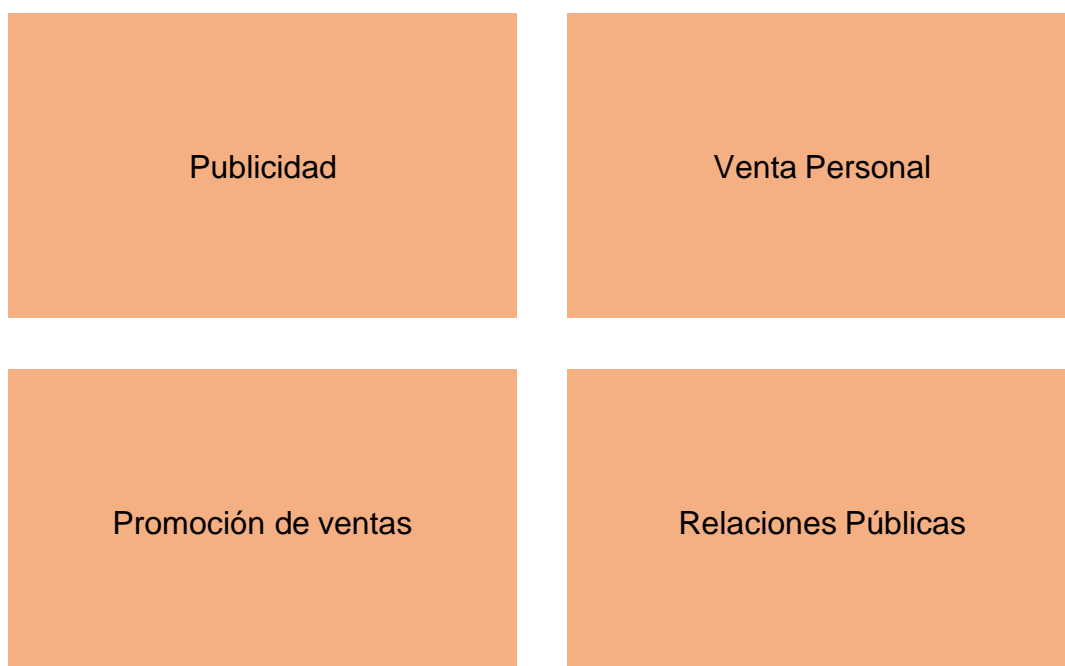 Publicidad
Venta Personal
Promoción de ventas
Relaciones Públicas